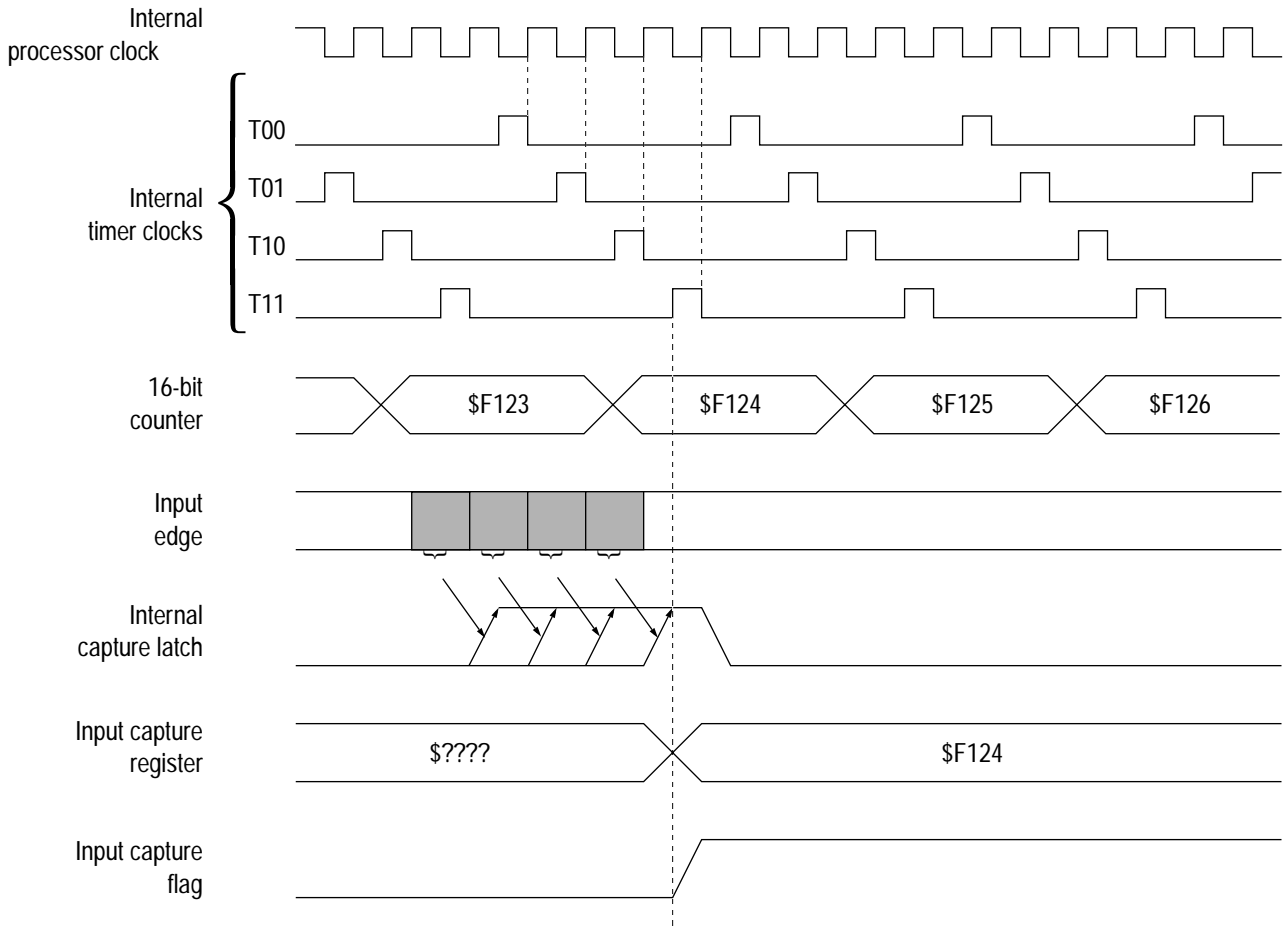 Internal
processor clock
T00
T01
Internal
timer clocks
T10
T11
16-bit
counter
$F123
$F124
$F125
$F126
Input
edge
Internal
capture latch
Input capture
register
$????
$F124
Input capture
flag